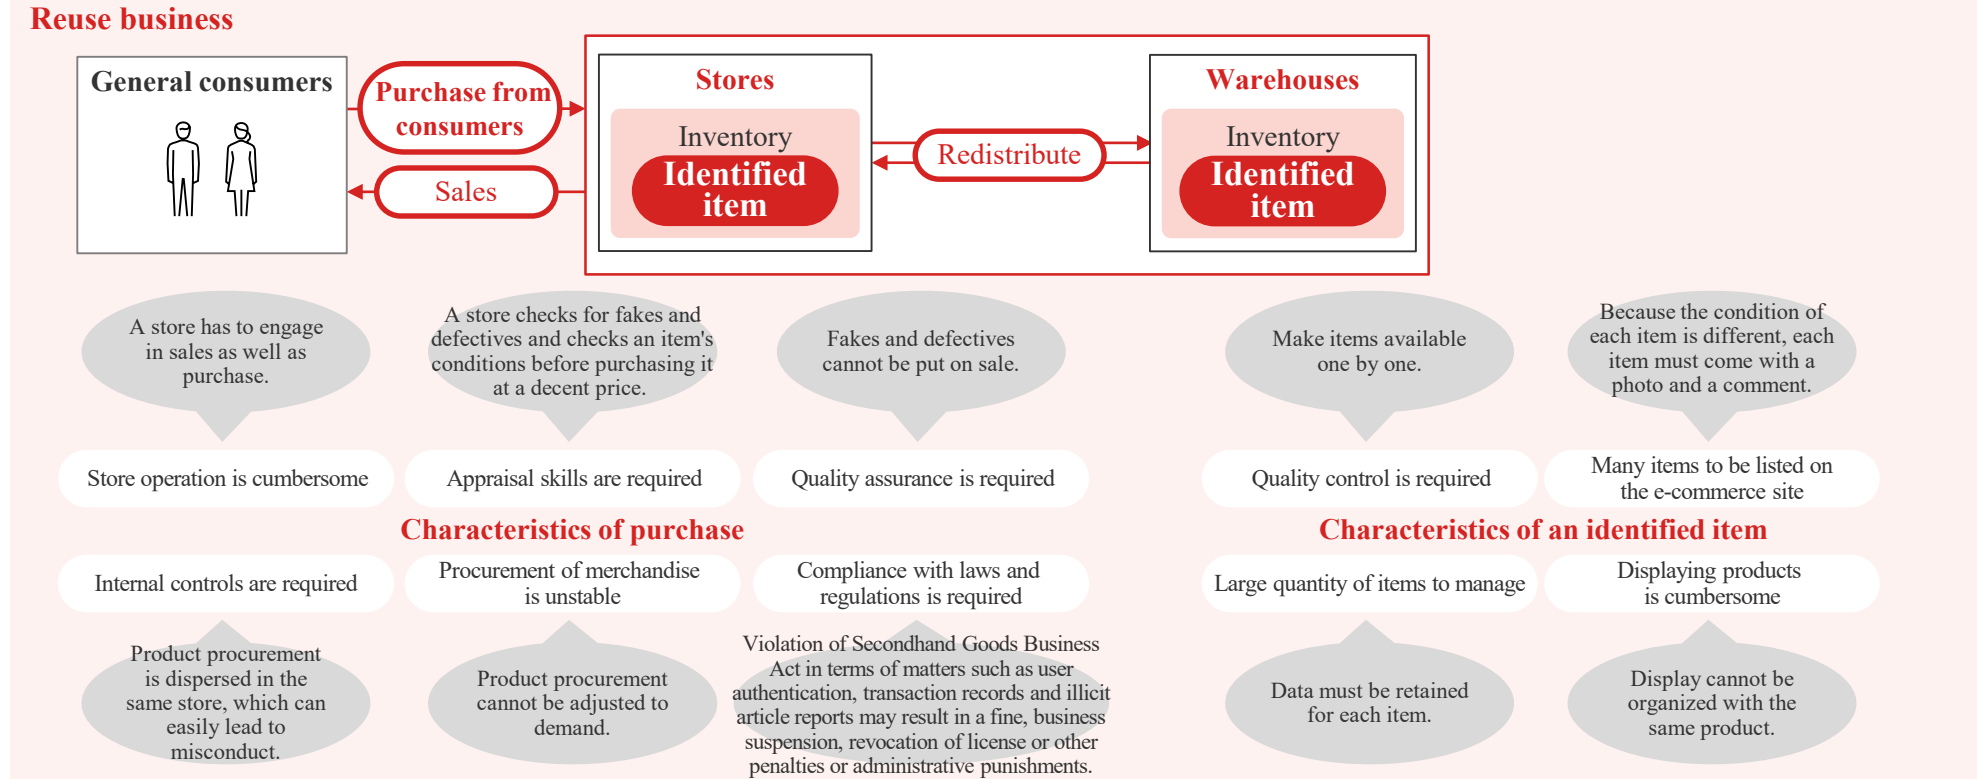 Reuse business
General consumers
Purchase from
consumers
Sales
Stores
Inventory
Identified
item
Redistribute
Warehouses
Inventory
Identified
item
A store has to engage
in sales as well as
purchase.
A store checks for fakes and
defectives and checks an item's
conditions before purchasing it
at a decent price.
Fakes and defectives
cannot be put on sale.
Make items available
one by one.
Because the condition of
each item is different, each
item must come with a
photo and a comment.
Store operation is cumbersome
Appraisal skills are required
Quality assurance is required
Quality control is required
Many items to be listed on
the e-commerce site
Characteristics of purchase
Characteristics of an identified item
Internal controls are required
Procurement of merchandise
is unstable
Compliance with laws and
regulations is required
Large quantity of items to manage
Displaying products
is cumbersome
Product procurement
is dispersed in the
same store, which can
easily lead to
misconduct.
Product procurement
cannot be adjusted to
demand.
Violation of Secondhand Goods Business
Act in terms of matters such as user
authentication, transaction records and illicit
article reports may result in a fine, business
suspension, revocation of license or other
penalties or administrative punishments.
Data must be retained
for each item.
Display cannot be
organized with the
same product.